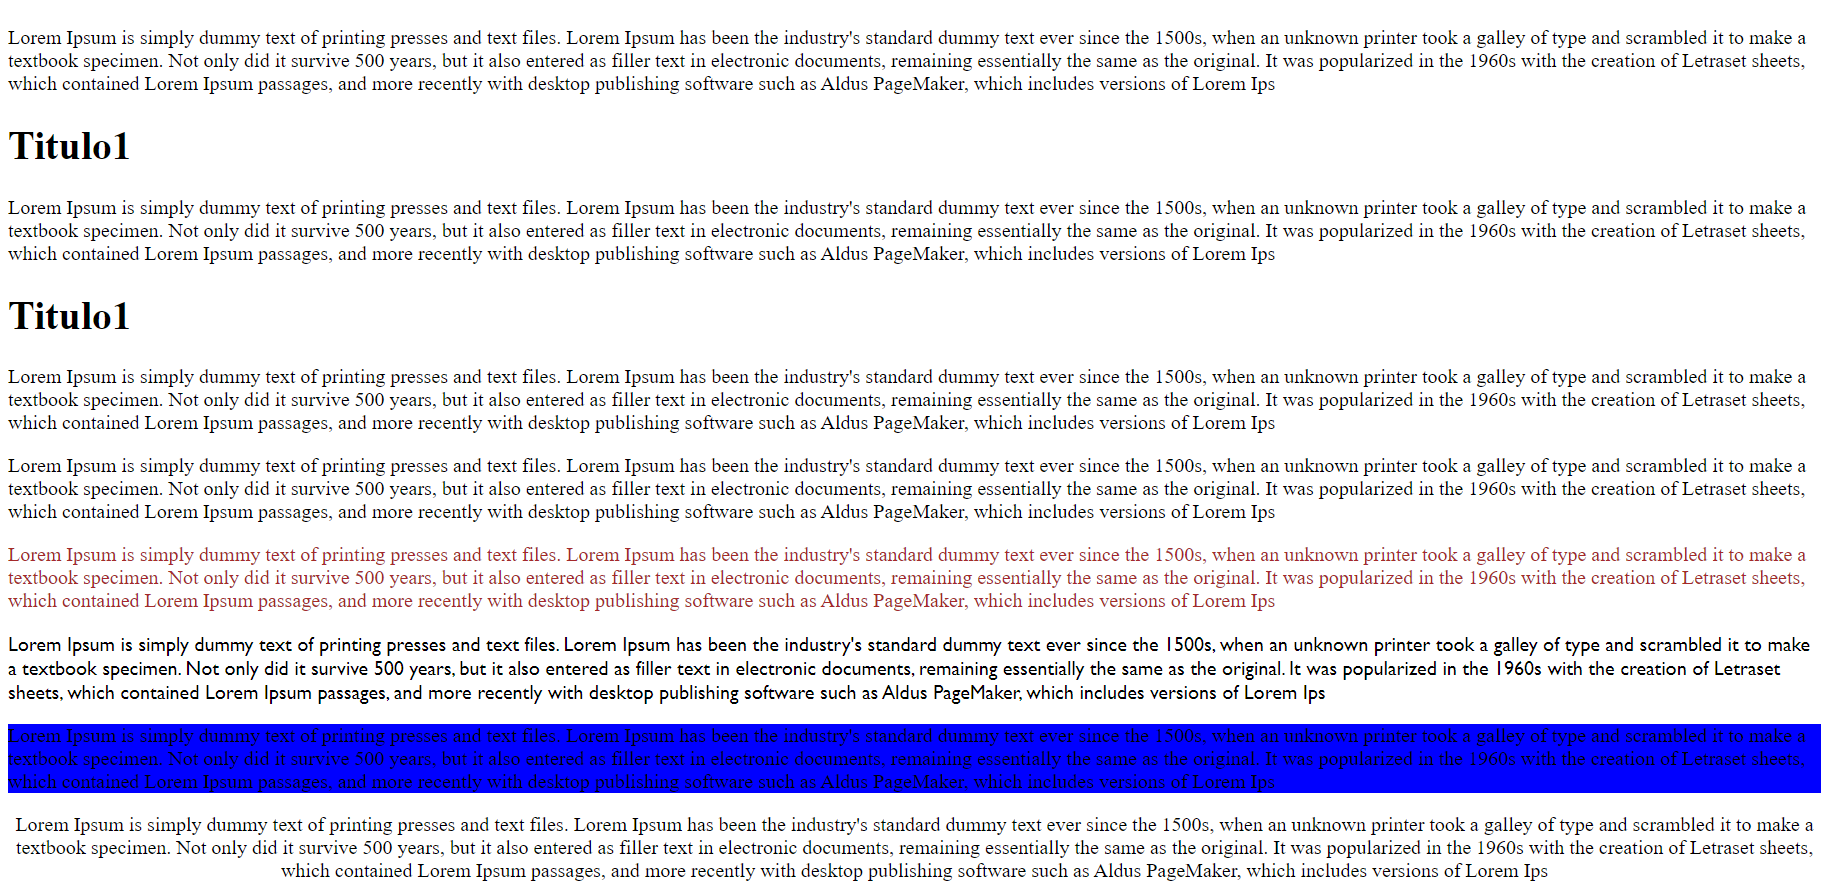 Lorem Ipsum is simply dummy text of printing presses and text files. Lorem Ipsum has been the industry's standard dummy text ever since the 1500s, when an unknown printer took a galley of type and scrambled it to make a
textbook specimen. Not only did it survive 500 years, but it also entered as filler text in electronic documents, remaining essentially the same as the original. It was popularized in the 1960s with the creation of Letraset sheets,
which contained Lorem Ipsum passages, and more recently with desktop publishing software such as Aldus PageMaker, which includes versions of Lorem Ips
Titulo1
Lorem Ipsum is simply dummy text of printing presses and text files. Lorem Ipsum has been the industry's standard dummy text ever since the 1500s, when an unknown printer took a galley of type and scrambled it to make a
textbook specimen. Not only did it survive 500 years, but it also entered as filler text in electronic documents, remaining essentially the same as the original. It was popularized in the 1960s with the creation of Letraset sheets,
which contained Lorem Ipsum passages, and more recently with desktop publishing software such as Aldus PageMaker, which includes versions of Lorem Ips
Titulo1
Lorem Ipsum is simply dummy text of printing presses and text files. Lorem Ipsum has been the industry's standard dummy text ever since the 1500s, when an unknown printer took a galley of type and scrambled it to make a
textbook specimen. Not only did it survive 500 years, but it also entered as filler text in electronic documents, remaining essentially the same as the original. It was popularized in the 1960s with the creation of Letraset sheets,
which contained Lorem Ipsum passages, and more recently with desktop publishing software such as Aldus PageMaker, which includes versions of Lorem Ips
Lorem Ipsum is simply dummy text of printing presses and text files. Lorem Ipsum has been the industry's standard dummy text ever since the 1500s, when an unknown printer took a galley of type and scrambled it to make a
textbook specimen. Not only did it survive 500 years, but it also entered as filler text in electronic documents, remaining essentially the same as the original. It was popularized in the 1960s with the creation of Letraset sheets,
which contained Lorem Ipsum passages, and more recently with desktop publishing software such as Aldus PageMaker, which includes versions of Lorem Ips
Lorem Ipsum is simply dummy text of printing presses and text files. Lorem Ipsum has been the industry's standard dummy text ever since the 1500s, when an unknown printer took a galley of type and scrambled it to make a
textbook specimen. Not only did it survive 500 years, but it also entered as filler text in electronic documents, remaining essentially the same as the original. It was popularized in the 1960s with the creation of Letraset sheets,
which contained Lorem Ipsum passages, and more recently with desktop publishing software such as Aldus PageMaker, which includes versions of Lorem Ips
Lorem Ipsum is simply dummy text of printing presses and text files. Lorem Ipsum has been the industry's standard dummy text ever since the 1500s, when an unknown printer took a galley of type and scrambled it to make
a textbook specimen. Not only did it survive 500 years, but it also entered as filler text in electronic documents, remaining essentially the same as the original. It was popularized in the 1960s with the creation of Letraset
sheets, which contained Lorem Ipsum passages, and more recently with desktop publishing software such as Aldus PageMaker, which includes versions of Lorem Ips
Lorem Ipsum is simply dummy text of printing presses and text files. Lorem Ipsum has been the industry's standard dummy text ever since the 1500s, when an unknown printer took a galley of type and scrambled it to make a
textbook specimen. Not only did it survive 500 years, but it also entered as filler text in electronic documents, remaining essentially the same as the original. It was popularized in the 1960s with the creation of Letraset sheets,
which contained Lorem Ipsum passages, and more recently with desktop publishing software such as Aldus PageMaker, which includes versions of Lorem Ips
Lorem Ipsum is simply dummy text of printing presses and text files. Lorem Ipsum has been the industry's standard dummy text ever since the 1500s, when an unknown printer took a galley of type and scrambled it to make a
textbook specimen. Not only did it survive 500 years, but it also entered as filler text in electronic documents, remaining essentially the same as the original. It was popularized in the 1960s with the creation of Letraset sheets,
which contained Lorem Ipsum passages, and more recently with desktop publishing software such as Aldus PageMaker, which includes versions of Lorem Ips